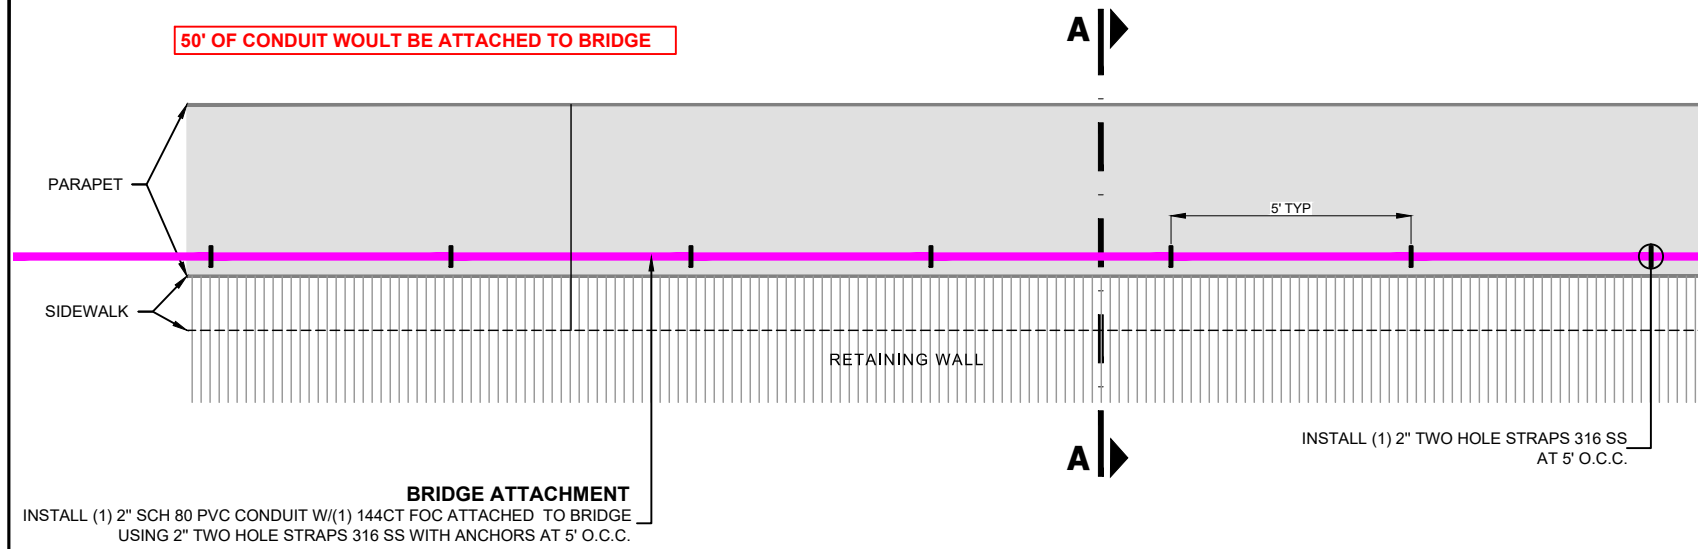 50' OF CONDUIT WOULT BE ATTACHED TO BRIDGE
A
PARAPET
5' TYP
SIDEWALK
RETAINING WALL
A
INSTALL (1) 2" TWO HOLE STRAPS 316 SS
AT 5' O.C.C.
BRIDGE ATTACHMENT
INSTALL (1) 2" SCH 80 PVC CONDUIT W/(1) 144CT FOC ATTACHED TO BRIDGE
USING 2" TWO HOLE STRAPS 316 SS WITH ANCHORS AT 5' O.C.C.